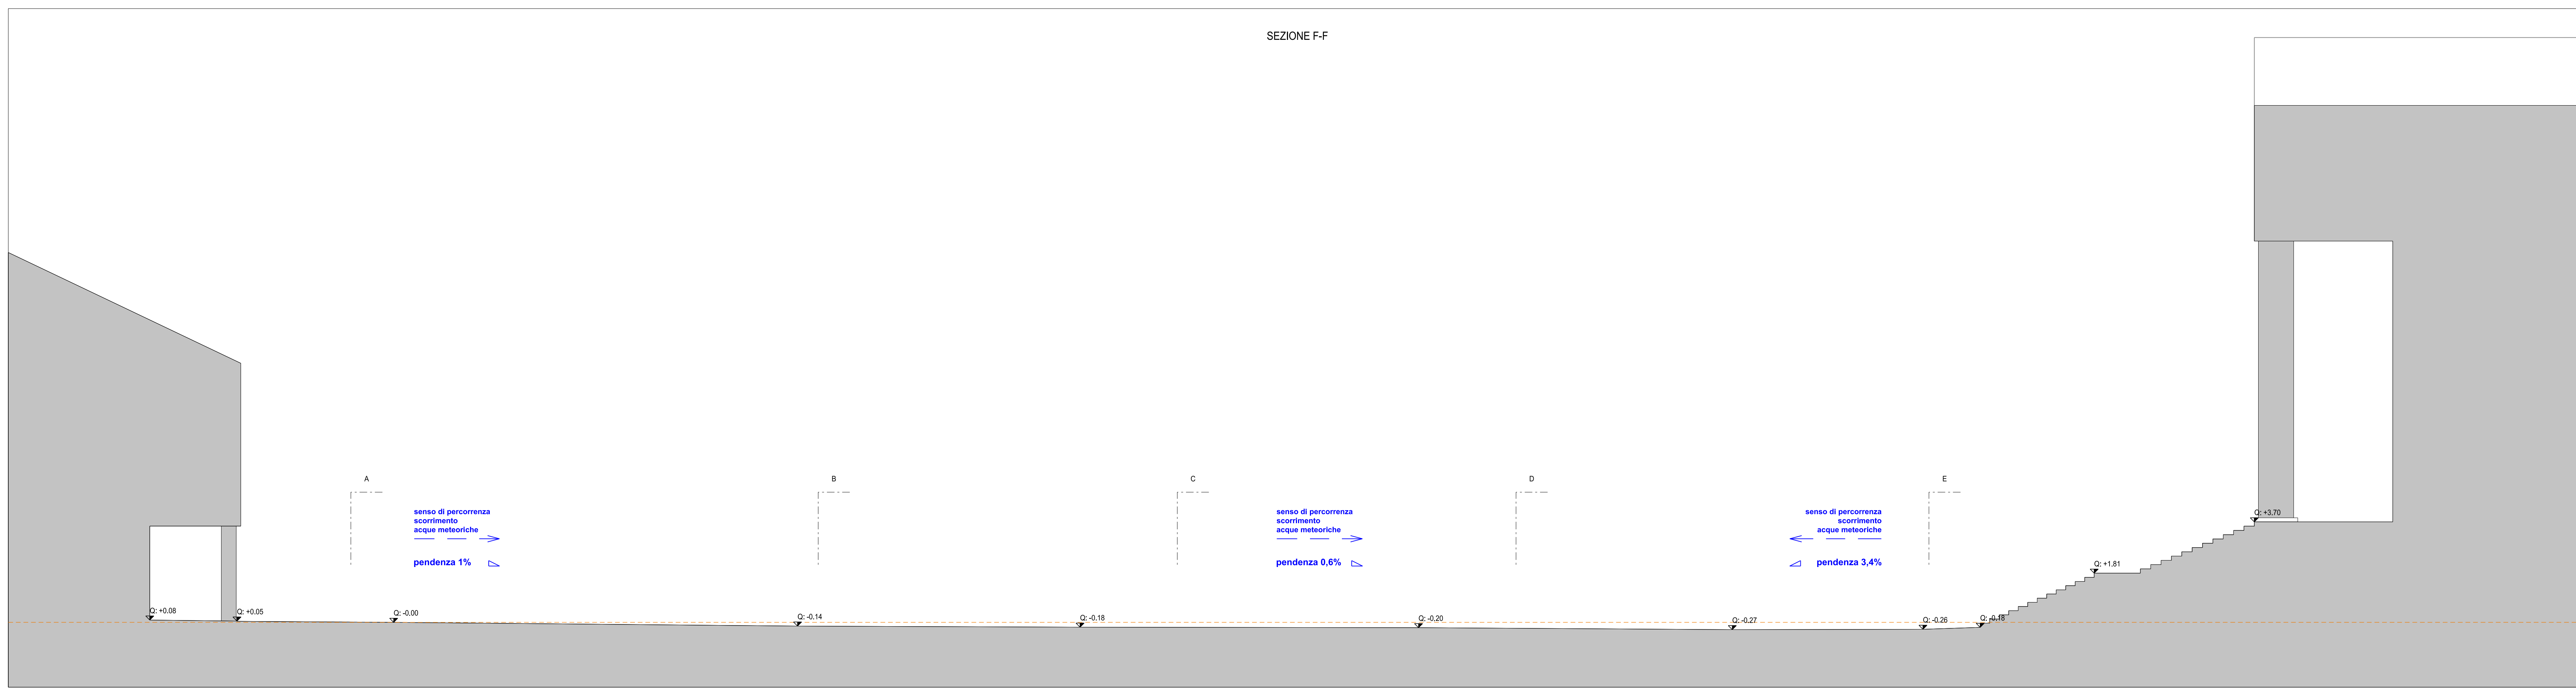 SEZIONE F-F
A
B
C
D
E
senso di percorrenza
scorrimento
acque meteoriche
pendenza 1%
senso di percorrenza
scorrimento
acque meteoriche
pendenza 0,6%
senso di percorrenza
scorrimento
acque meteoriche
pendenza 3,4%
Q: +0.08
Q: +0.05
Q: -0.00
Q: -0.14
Q: -0.18
Q: -0.20
Q: -0.27
Q: -0.26
Q: -0.18
Q: +1.81
Q: +3.70